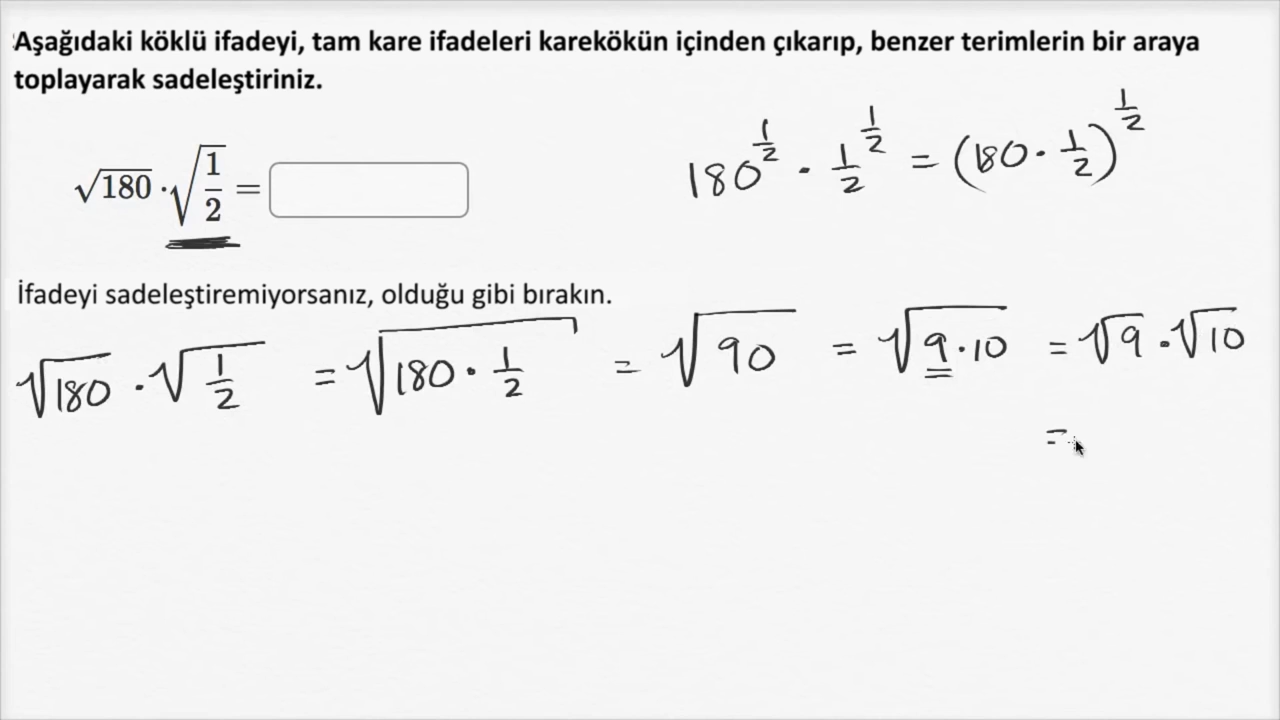 Aşağıdaki köklü ifadeyi, tam kare ifadeleri karekökün içinden çıkarıp, benzer terimlerin bir araya
toplayarak sadeleştiriniz.
√180 · √(1/2) =
180^(1/2) · 1/2^(1/2) = (180 · 1/2)^(1/2)
İfadeyi sadeleştiremiyorsanız, olduğu gibi bırakın.
√180 · √(1/2) = √(180 · 1/2) = √90 = √(9 · 10) = √9 · √10
=